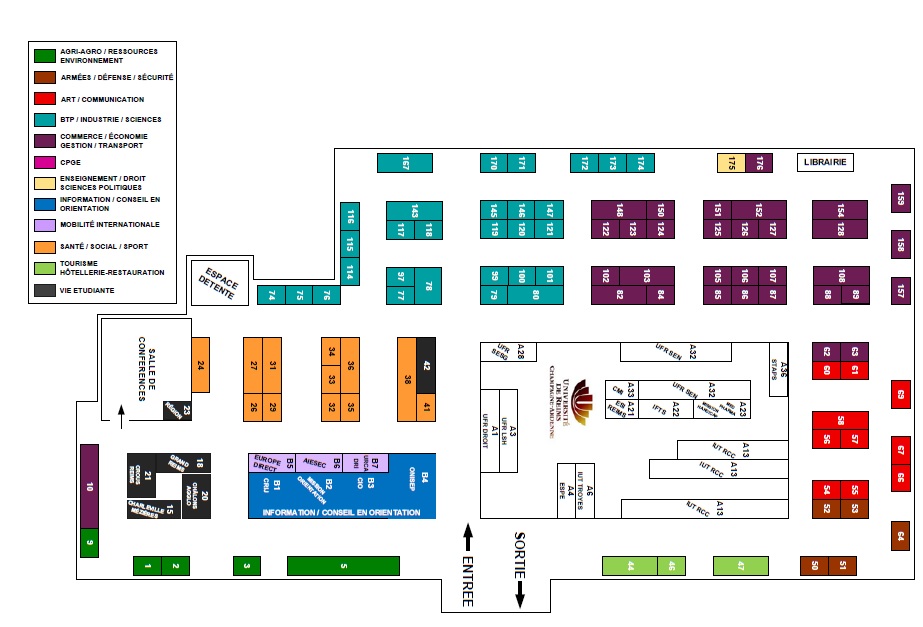 AGRI-AGRO / RESSOURCES
ENVIRONNEMENT
ARMÉES / DÉFENSE / SÉCURITÉ
ART / COMMUNICATION
BTP / INDUSTRIE / SCIENCES
COMMERCE / ÉCONOMIE
GESTION / TRANSPORT
CPGE
ENSEIGNEMENT / DROIT
SCIENCES POLITIQUES
INFORMATION / CONSEIL EN
ORIENTATION
MOBILITÉ INTERNATIONALE
SANTÉ / SOCIAL / SPORT
TOURISME
HÔTELLERIE-RESTAURATION
VIE ETUDIANTE
167
170 171
172 173 174
175 176
LIBRAIRIE
159
116
143
145 146 147
148 150
151 152
154
117 118
119 120 121
122 123 124
125 126 127
128
115
158
114
97
78
99 100 101
102 103
105 106 107
108
77
79 80
82 84
85 86 87
88 89
157
ESPACE
DETENTE
74 75 76
SALLE DE
CONFERENCES
24
27 31
34 36
33
38
42
26 29
32 35
41
23
RÉGION
UFR
SESG
A28
UFR SEN
A32
A36
STAPS
62 63
60 61
69
UNIVERSITÉ
DE REIMS
CHAMPAGNE-ARDENNE
CMI
A33
UFR SEN
A32
ESI
REIMS
A21
IFTS
A22
MISSION
HANDICAP
MED
PHARMA
A23
UFR DROIT
A1
UFR LSH
A3
58
56 57
67
66
IUT RCC
A13
IUT RCC
A13
IUT RCC
A13
ESPE
A4
IUT TROYES
A6
54 55
52 53
64
10
9
CROUS
REIMS
21
GRAND
REIMS
18
CHÂLONS
AGGLO
20
CHARLEVILLE
MÉZIÈRES
15
EUROPE
DIRECT
B5
AIESEC
B6
DRI
URCA
B7
CRIJ
B1
MISSION
ORIENTATION
B2
CIO
B3
ONISEP
B4
INFORMATION / CONSEIL EN ORIENTATION
1 2
3
5
ENTREE
SORTIE
44 46
47
50 51